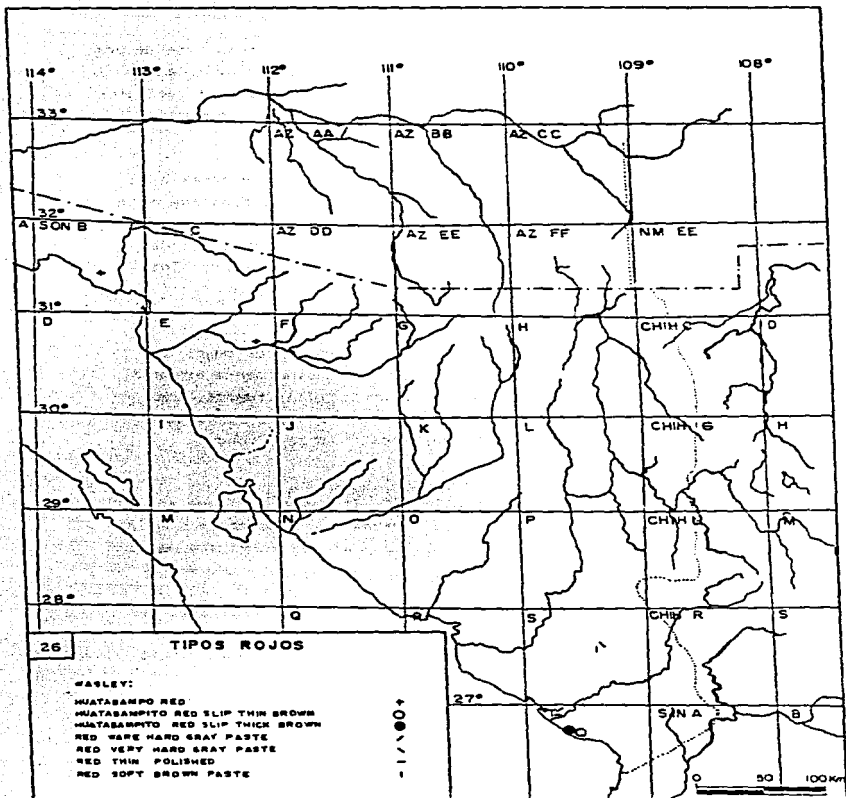 114° 113° 112° 111° 110° 109° 108°
33°
AZ AA AZ BB AZ CC
32°
A SON B C AZ DD AZ EE AZ FF NM EE
31°
D E F G H CHIH C D
30°
I J K L CHIH G H
29°
M N O P CHIH L M
28°
Q R S CHIH R S
26 TIPOS ROJOS
27°
SINA B
WASLEY:
HUATABAMPO RED
HUATABAMPITO RED SLIP THIN BROWN
HUATABAMPITO RED SLIP THICK BROWN
RED WARE HARD GRAY PASTE
RED VERY HARD GRAY PASTE
RED THIN POLISHED
RED SOFT BROWN PASTE
0 50 100 Km